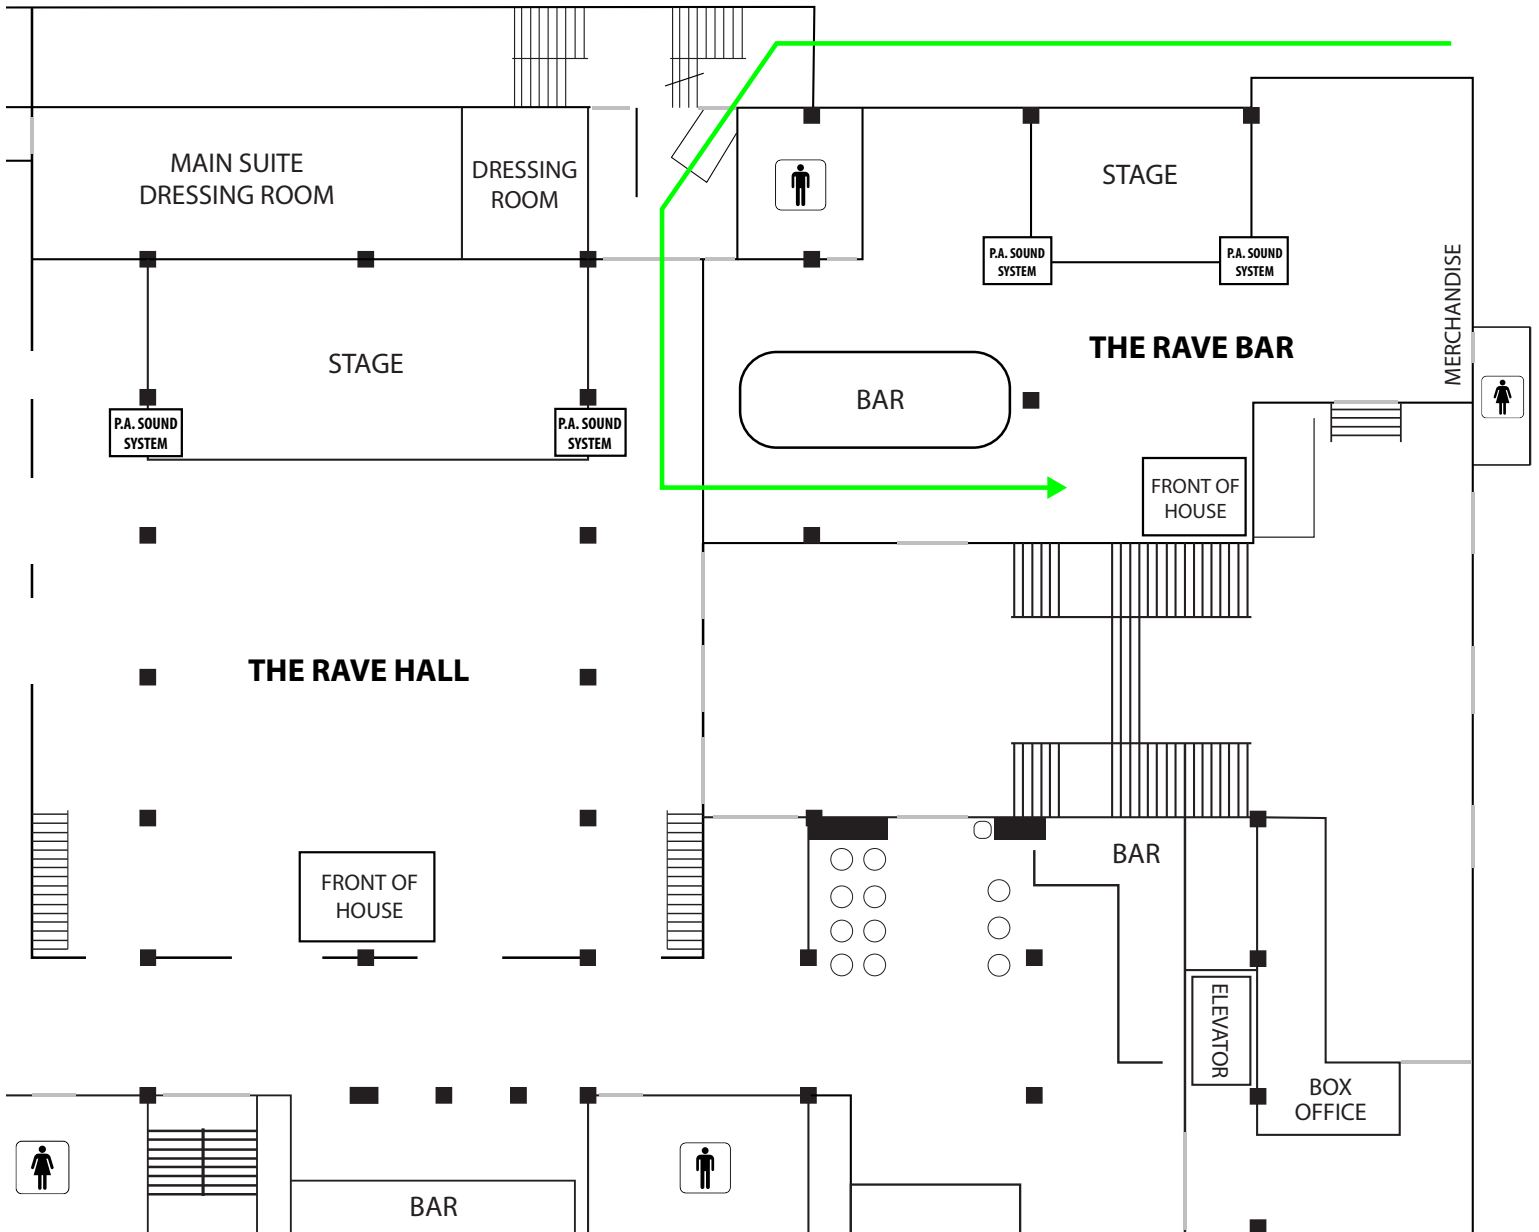 MAIN SUITE
DRESSING ROOM
DRESSING
ROOM
STAGE
P.A. SOUND
SYSTEM
P.A. SOUND
SYSTEM
MERCHANDISE
THE RAVE BAR
STAGE
BAR
P.A. SOUND
SYSTEM
P.A. SOUND
SYSTEM
FRONT OF
HOUSE
THE RAVE HALL
BAR
FRONT OF
HOUSE
ELEVATOR
BOX
OFFICE
BAR